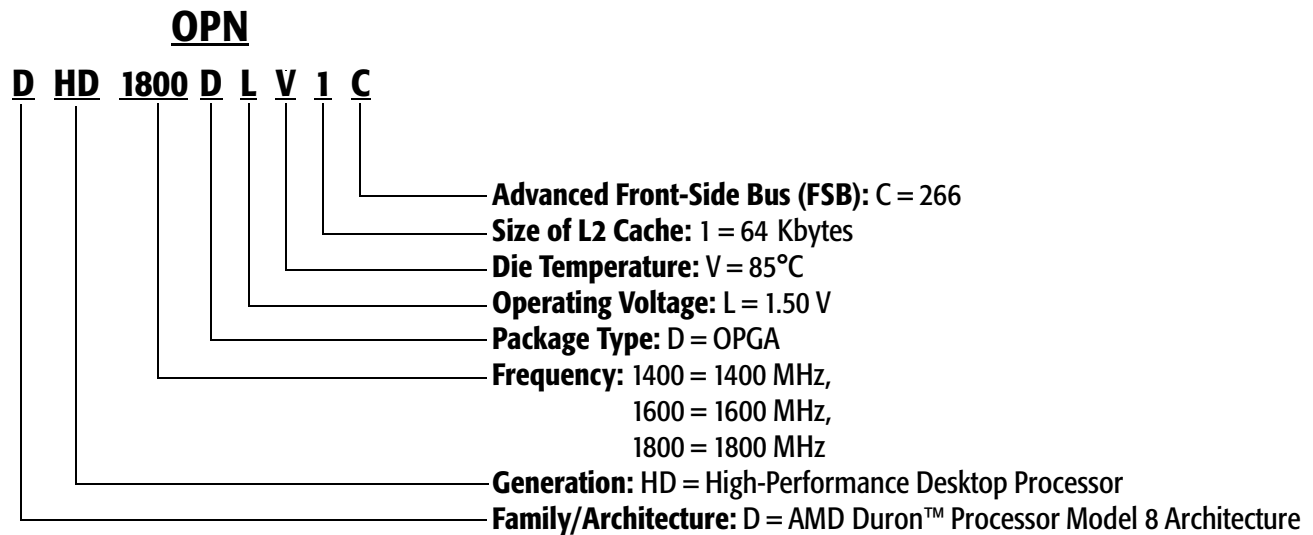 OPN
D HD 1800 D L V 1 C
Advanced Front-Side Bus (FSB): C = 266
Size of L2 Cache: 1 = 64 Kbytes
Die Temperature: V = 85°C
Operating Voltage: L = 1.50 V
Package Type: D = OPGA
Frequency: 1400 = 1400 MHz,
1600 = 1600 MHz,
1800 = 1800 MHz
Generation: HD = High-Performance Desktop Processor
Family/Architecture: D = AMD Duron™ Processor Model 8 Architecture